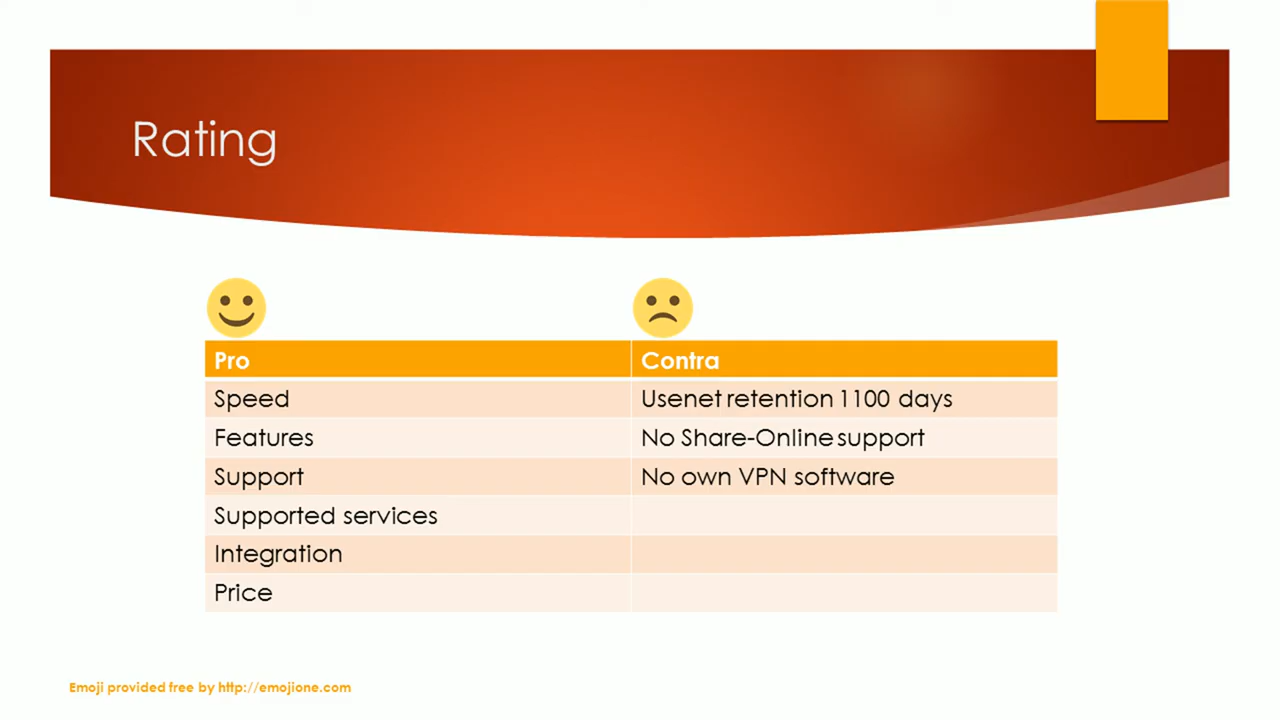 Rating
Pro
Contra
Speed
Usenet retention 1100 days
Features
No Share-Online support
Support
No own VPN software
Supported services
Integration
Price
Emoji provided free by http://emojione.com